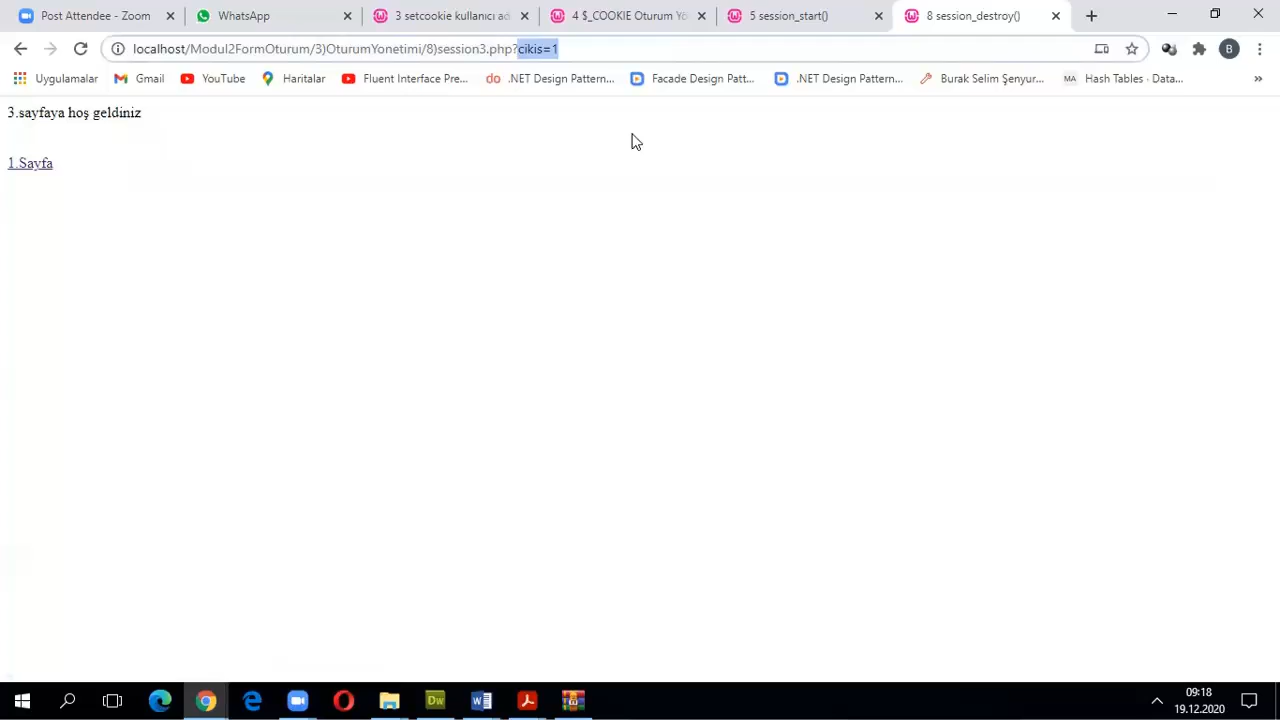 Post Attendee - Zoom
WhatsApp
3 setcookie kullanıcı ad
4 $_COOKIE Oturum Yö
5 session_start()
8 session_destroy()
localhost/Modul2FormOturum/3)OturumYonetimi/8)session3.php?cikis=1
B
Uygulamalar
Gmail
YouTube
Haritalar
Fluent Interface Pre...
do
.NET Design Pattern...
Facade Design Patt...
.NET Design Pattern...
Burak Selim Şenyur...
MA
Hash Tables - Data...
»
3.sayfaya hoş geldiniz
1.Sayfa
Dw
09:18
19.12.2020